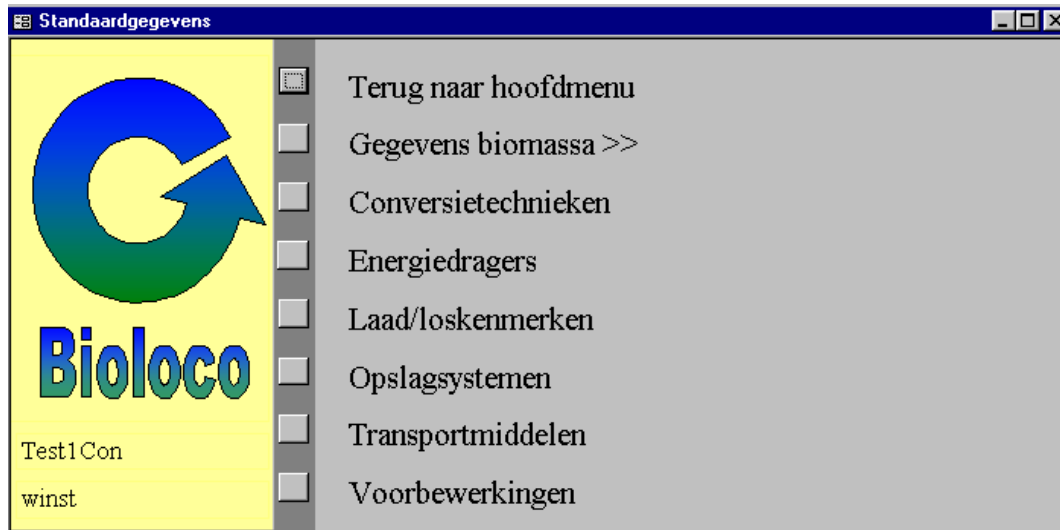 Standaardgegevens
Terug naar hoofdmenu
Gegevens biomassa >>
Conversietechnieken
Energiedragers
Laad/loskenmerken
Opslagsystemen
Transportmiddelen
Voorbewerkingen
Bioloco
Test1Con
winst